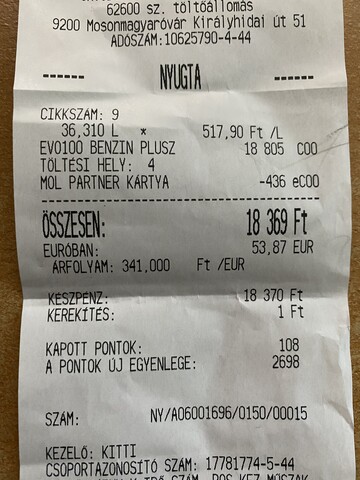 62600 sz. töltőállomás
9200 Mosonmagyaróvár Királyhidai út 51
ADÓSZÁM:10625790-4-44
------ NYUGTA ------
CIKKSZÁM: 9
36,310 L * 517,90 Ft /L
EVO100 BENZIN PLUSZ 18 805 C00
TÖLTÉSI HELY: 4
MOL PARTNER KÁRTYA -436 eC00
ÖSSZESEN: 18 369 Ft
EURÓBAN: 53,87 EUR
ÁRFOLYAM: 341,000 Ft /EUR
KÉSZPÉNZ: 18 370 Ft
KEREKÍTÉS: 1 Ft
KAPOTT PONTOK: 108
A PONTOK ÚJ EGYENLEGE: 2698
SZÁM: NY/A06001696/0150/00015
KEZELŐ: KITTI
CSOPORTAZONOSÍTÓ SZÁM: 17781774-5-44